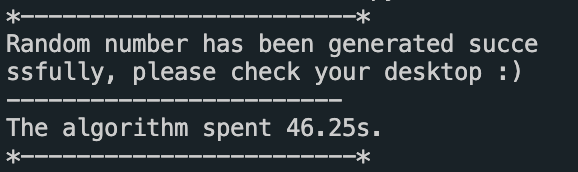 *------------------------*
Random number has been generated succe
ssfully, please check your desktop :)
------------------------
The algorithm spent 46.25s.
*------------------------*